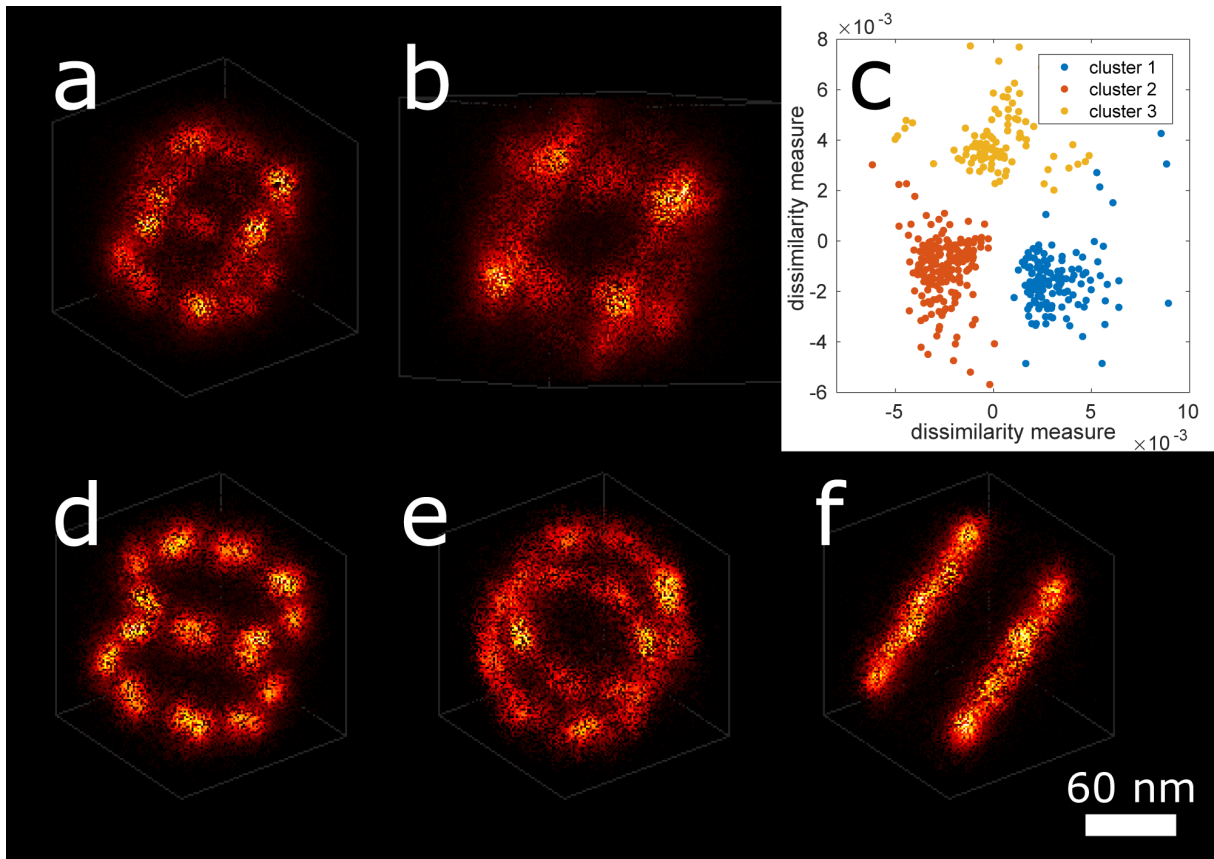 a
b
c
×10⁻³
8
6
4
2
0
-2
-4
-6
dissimilarity measure
cluster 1
cluster 2
cluster 3
-5
0
5
10
dissimilarity measure
×10⁻³
d
e
f
60 nm